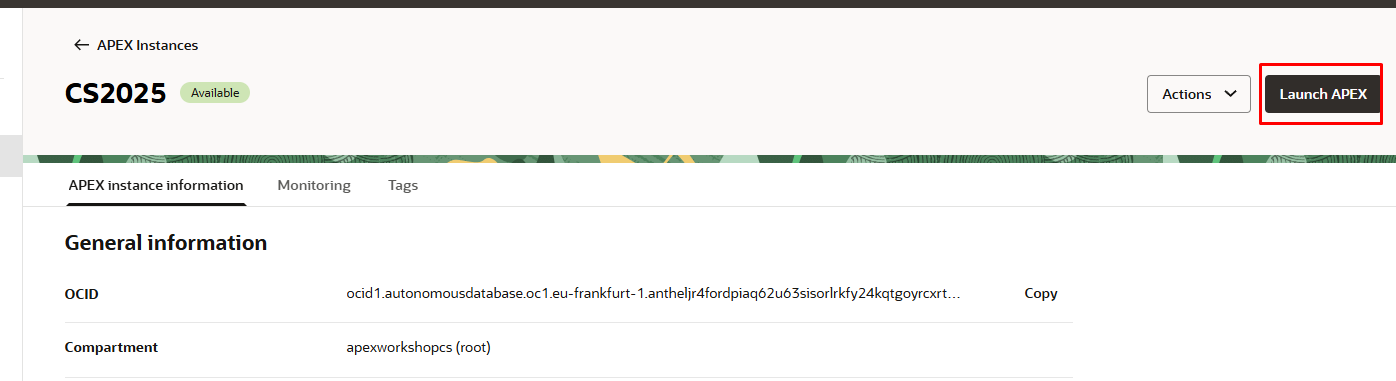 ← APEX Instances
CS2025 Available
Actions Launch APEX
APEX instance information Monitoring Tags
General information
OCID ocid1.autonomousdatabase.oc1.eu-frankfurt-1.antheljr4fordpiaq62u63sisorlrkfy24kqtgoyrcxrt... Copy
Compartment apexworkshopcs (root)